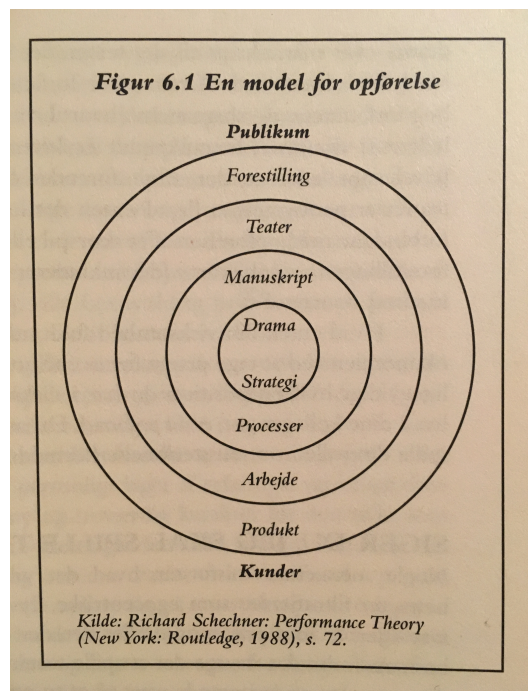 Figur 6.1 En model for opførelse
Publikum
Forestilling
Teater
Manuskript
Drama
Strategi
Processer
Arbejde
Produkt
Kunder
Kilde: Richard Schechner: Performance Theory
(New York: Routledge, 1988), s. 72.